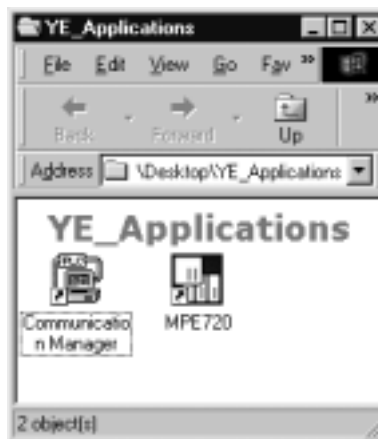 YE_Applications
File Edit View Go Fav »
Back Forward Up »
Address \Desktop\YE_Applications
YE_Applications
Communicatio
n Manager
MPE720
2 object(s)